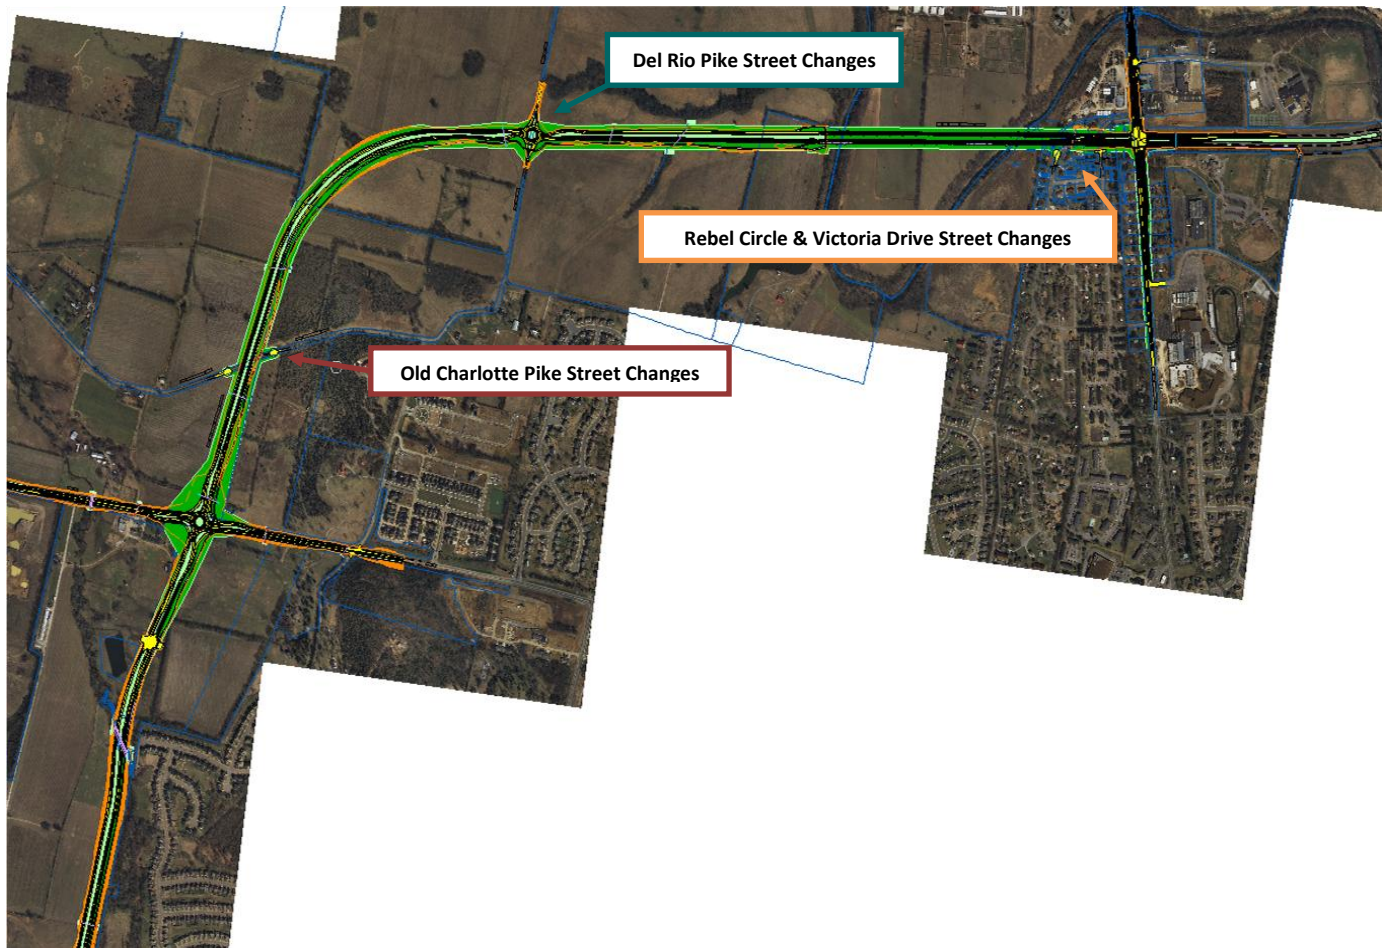 Del Rio Pike Street Changes
Rebel Circle & Victoria Drive Street Changes
Old Charlotte Pike Street Changes